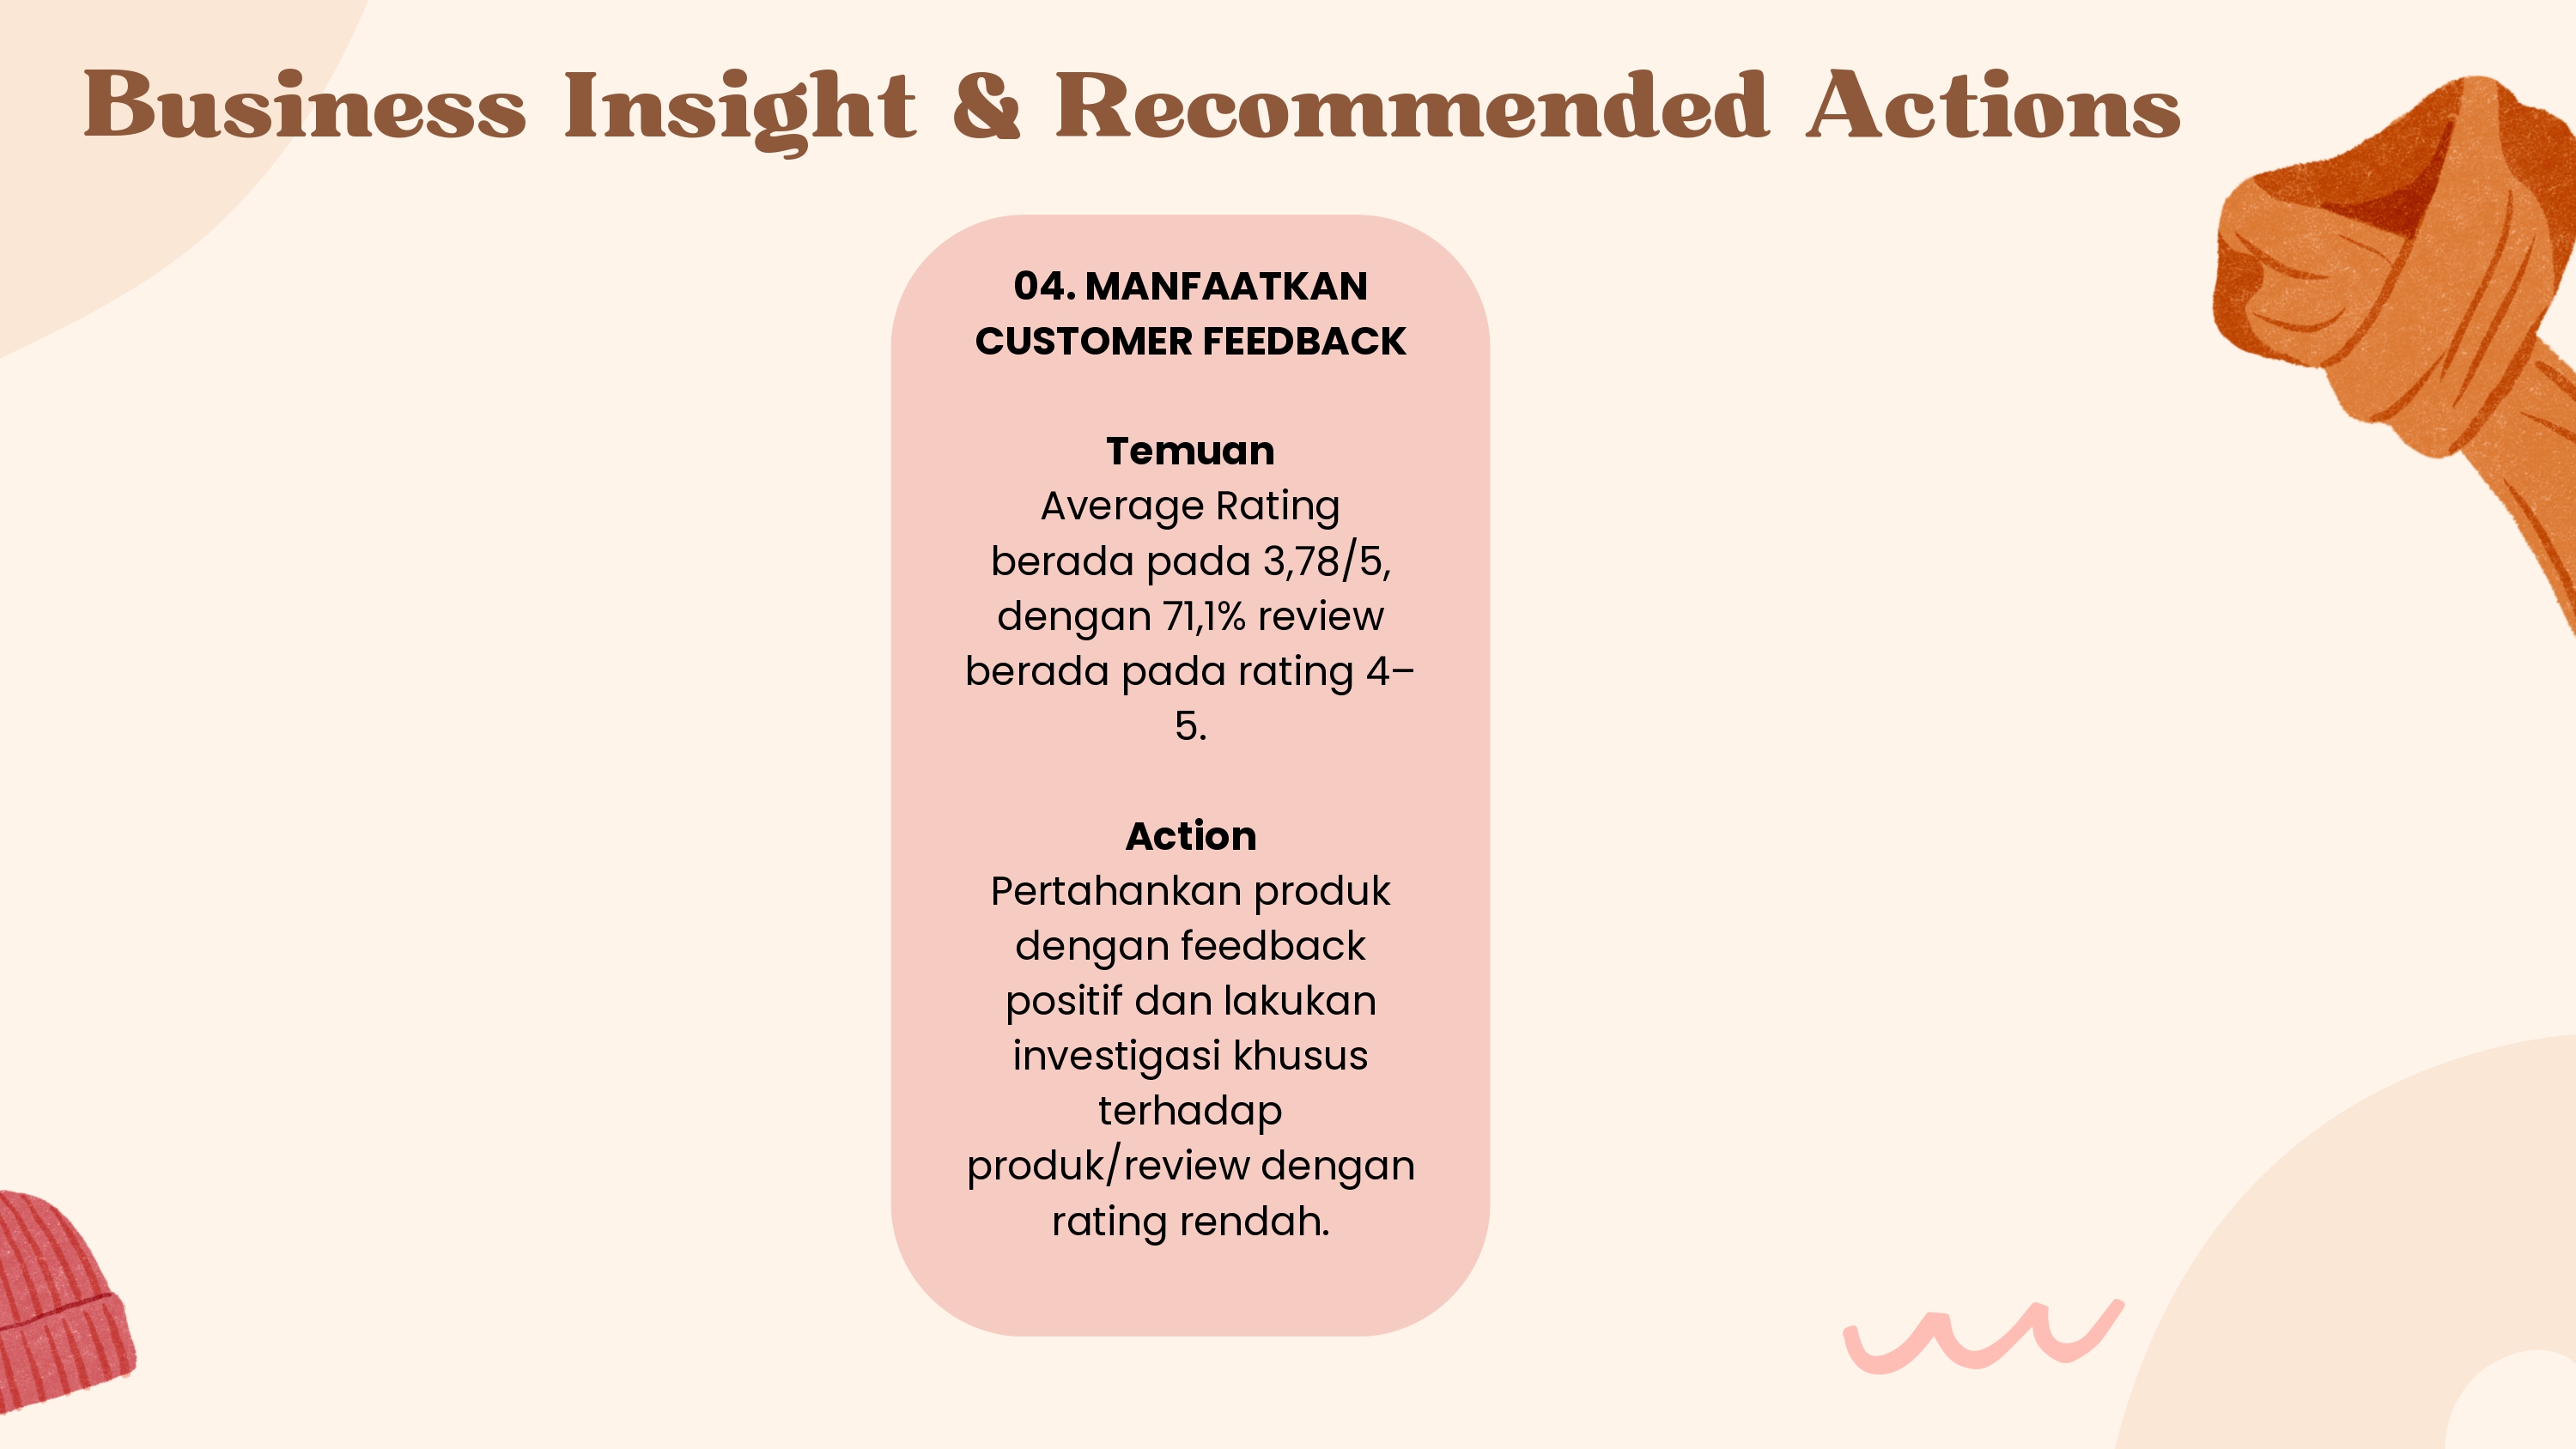 Business Insight & Recommended Actions
04. MANFAATKAN
CUSTOMER FEEDBACK
Temuan
Average Rating
berada pada 3,78/5,
dengan 71,1% review
berada pada rating 4–
5.
Action
Pertahankan produk
dengan feedback
positif dan lakukan
investigasi khusus
terhadap
produk/review dengan
rating rendah.